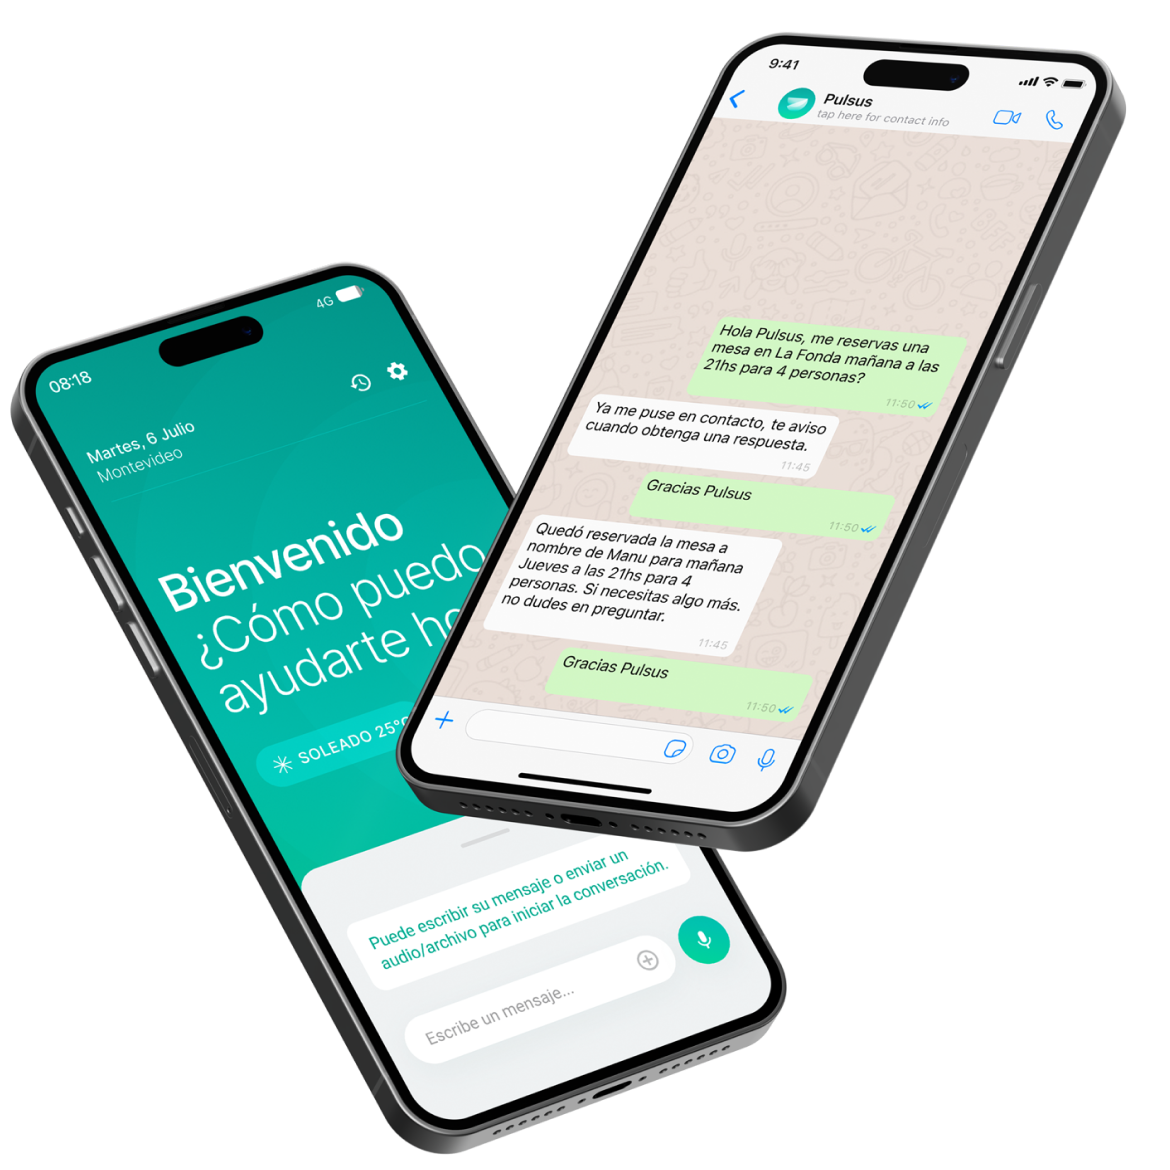 08:18
4G
Martes, 6 Julio
Montevideo
Bienvenido
¿Cómo puedo
ayudarte
SOLEADO 25°
Puede escribir su mensaje o enviar un
audio/archivo para iniciar la conversación.
Escribe un mensaje...
9:41
Pulsus
tap here for contact info
Hola Pulsus, me reservas una
mesa en La Fonda mañana a las
21hs para 4 personas?
11:50
Ya me puse en contacto, te aviso
cuando obtenga una respuesta.
11:45
Gracias Pulsus
11:50
Quedó reservada la mesa a
nombre de Manu para mañana
Jueves a las 21hs para 4
personas. Si necesitas algo más.
no dudes en preguntar.
11:45
Gracias Pulsus
11:50